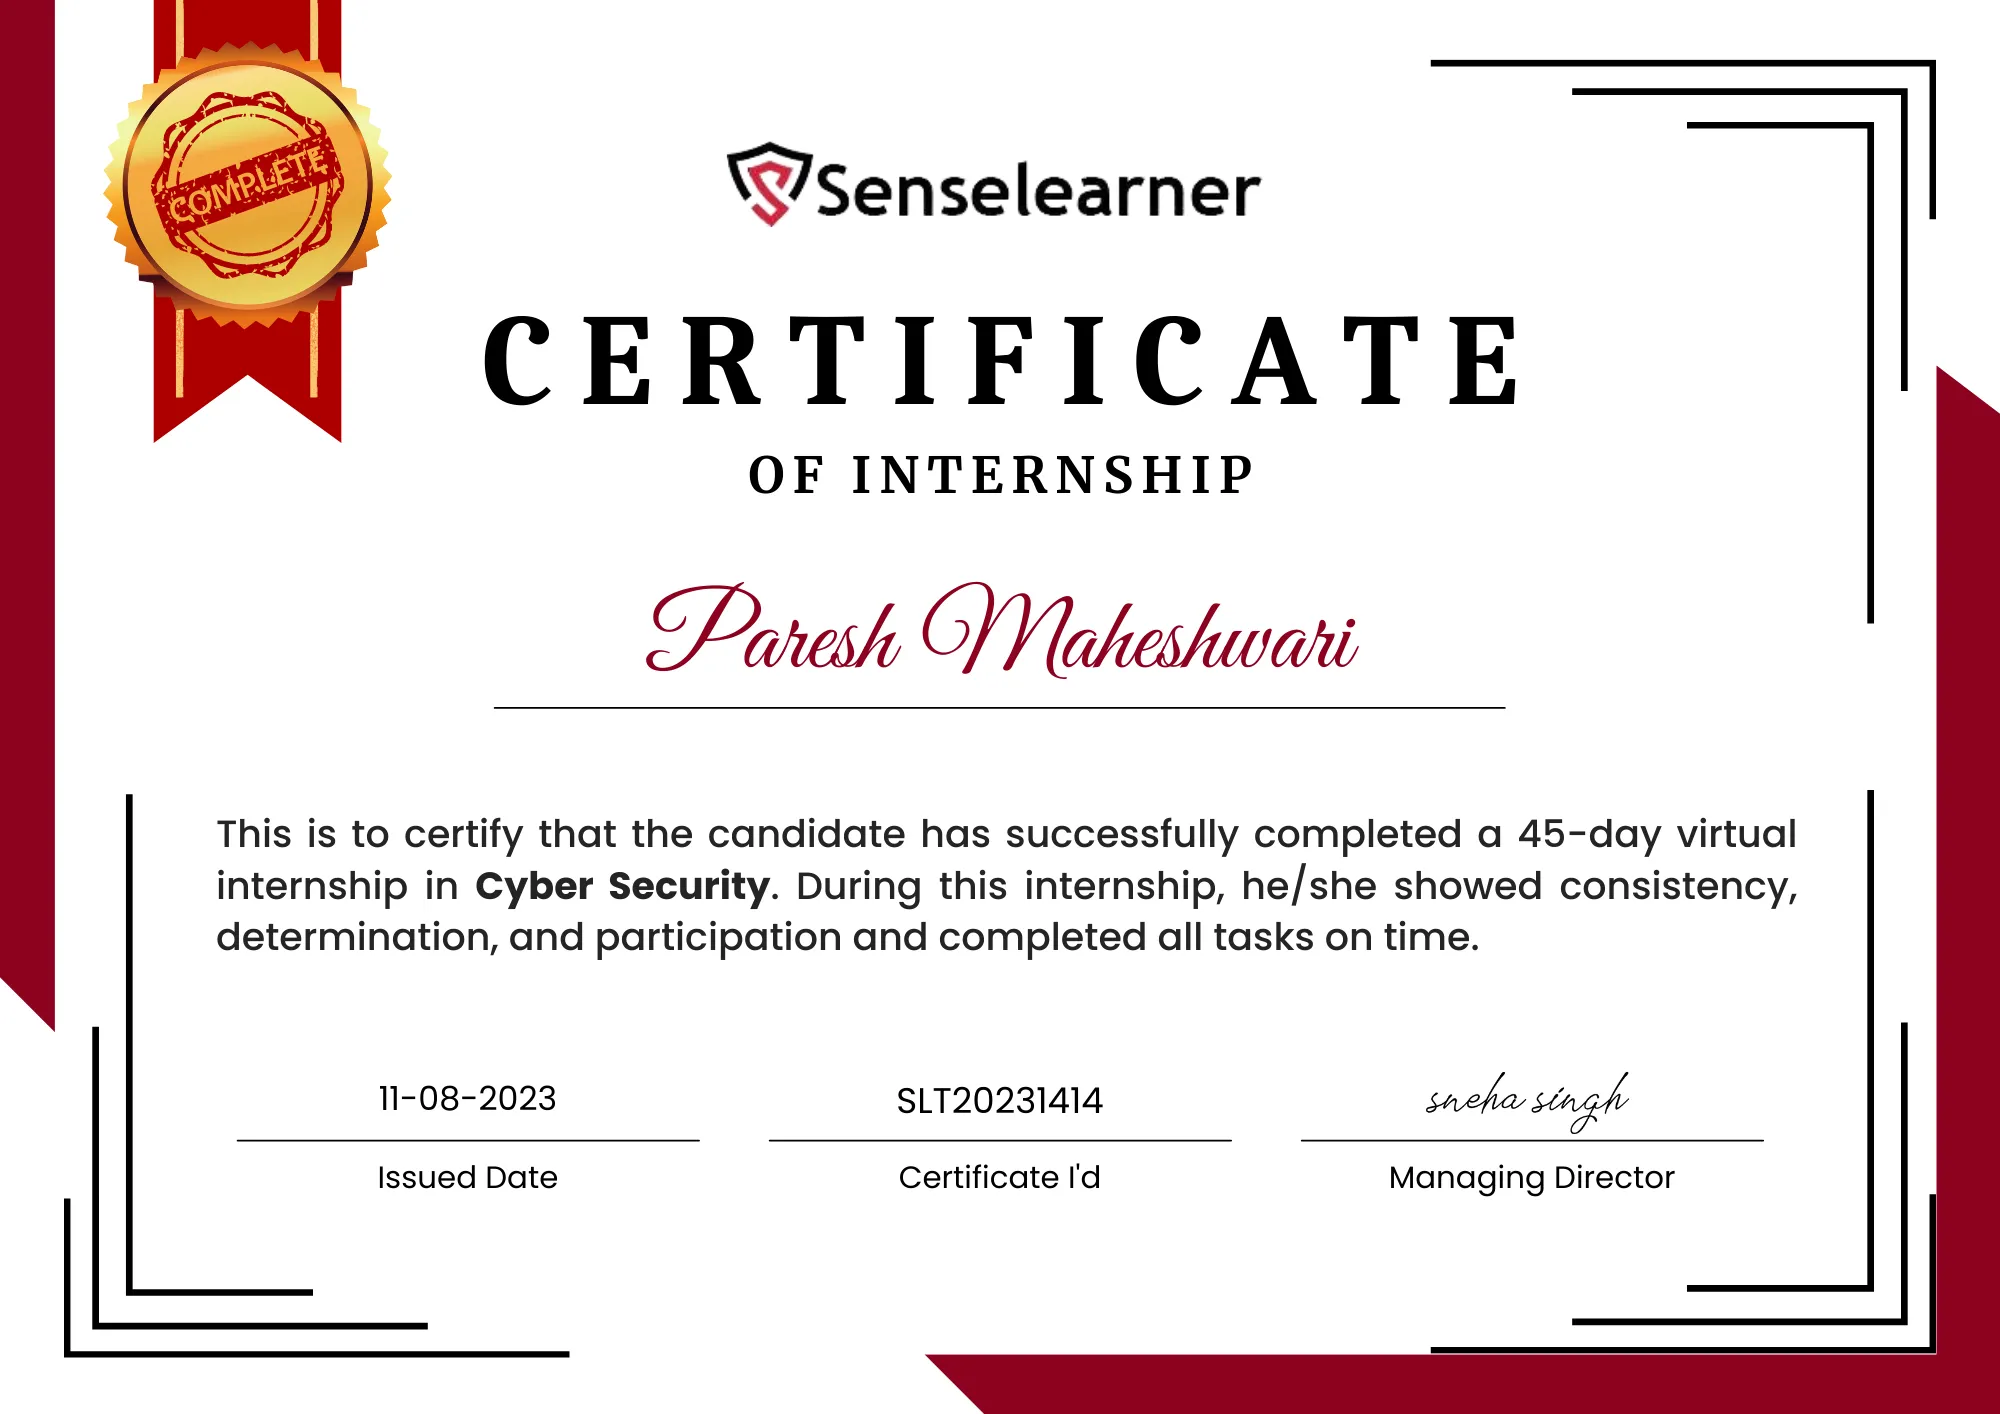 COMPLETE
Senselearner
CERTIFICATE
OF INTERNSHIP
Paresh Maheshwari
This is to certify that the candidate has successfully completed a 45-day virtual
internship in Cyber Security. During this internship, he/she showed consistency,
determination, and participation and completed all tasks on time.
11-08-2023
SLT20231414
sneha singh
Issued Date
Certificate I'd
Managing Director